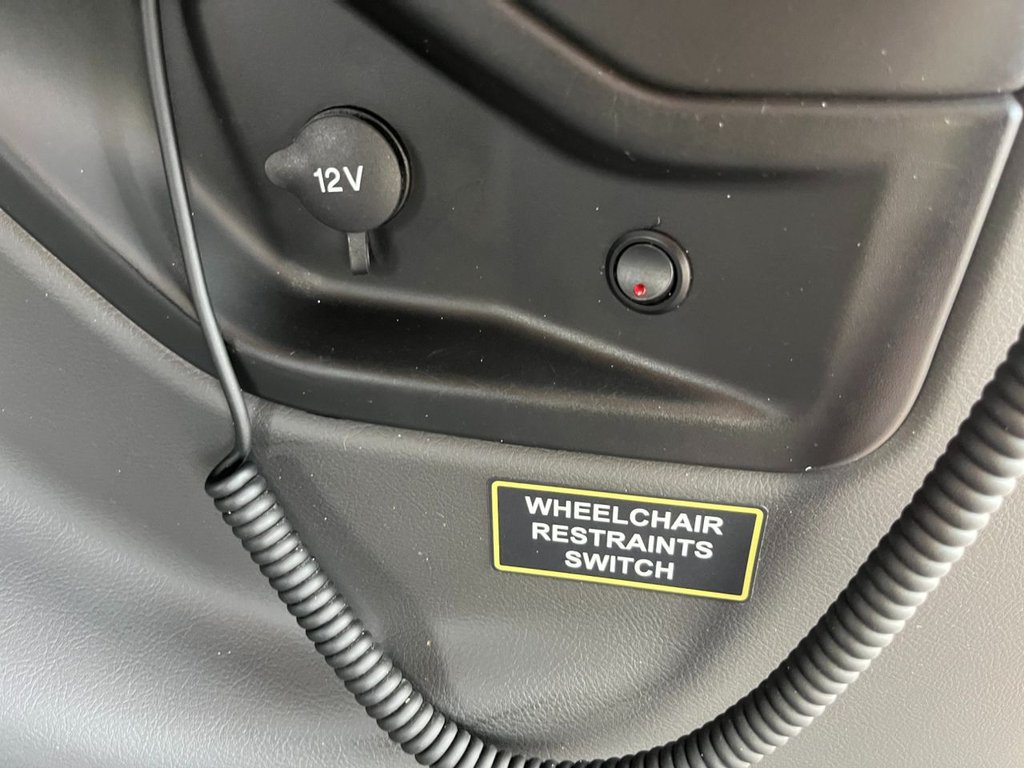 12V
WHEELCHAIR
RESTRAINTS
SWITCH